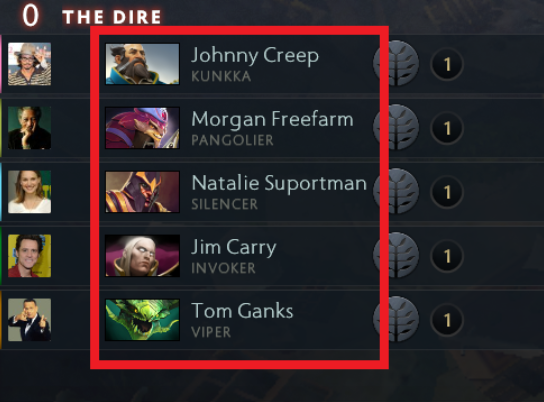 0 THE DIRE
Johnny Creep
KUNKKA
1
Morgan Freefarm
PANGOLIER
1
Natalie Suportman
SILENCER
1
Jim Carry
INVOKER
1
Tom Ganks
VIPER
1